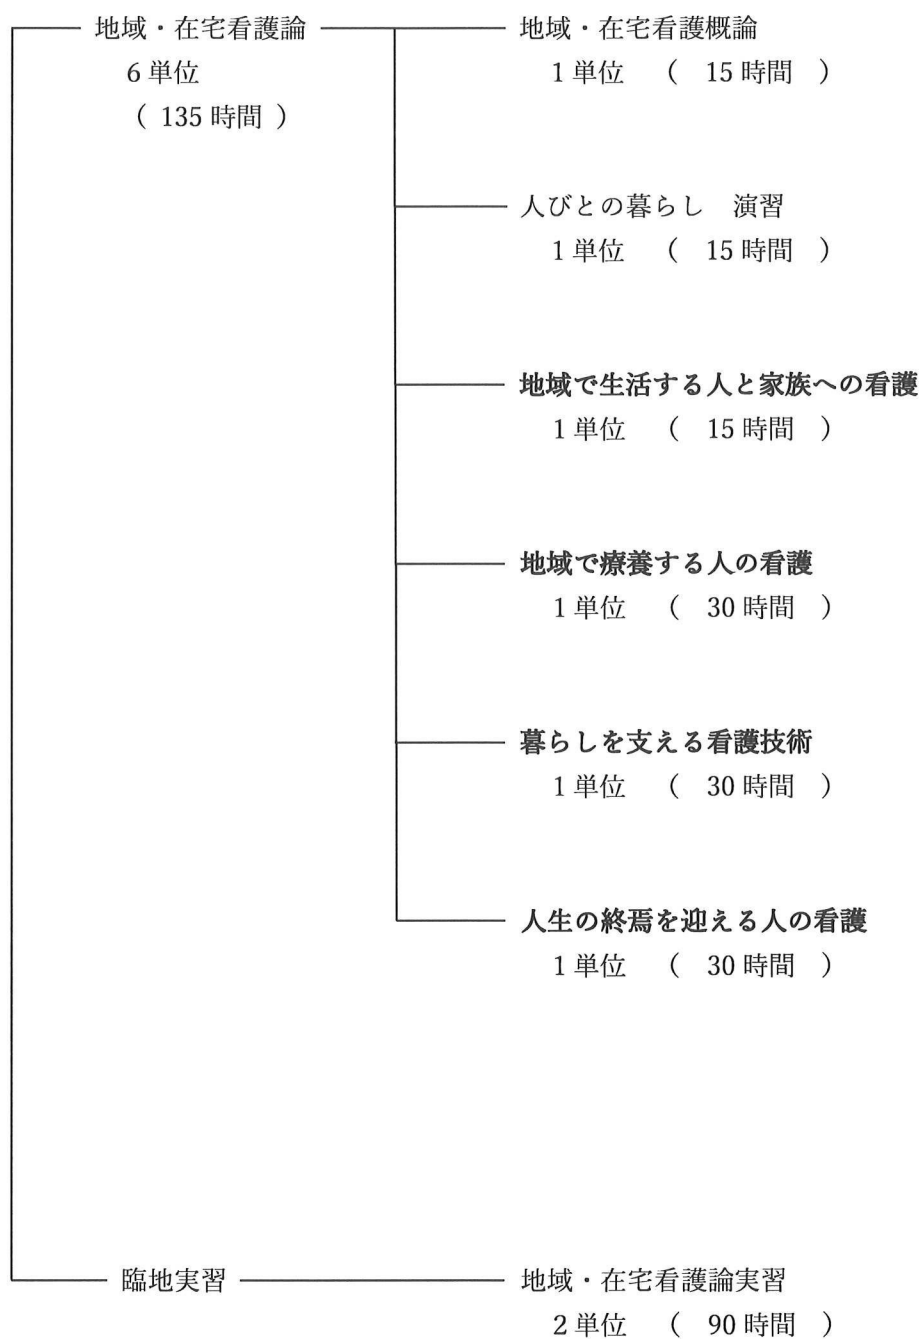 地域・在宅看護論
6単位
( 135時間 )
地域・在宅看護概論
1単位 ( 15時間 )
人びとの暮らし 演習
1単位 ( 15時間 )
地域で生活する人と家族への看護
1単位 ( 15時間 )
地域で療養する人の看護
1単位 ( 30時間 )
暮らしを支える看護技術
1単位 ( 30時間 )
人生の終焉を迎える人の看護
1単位 ( 30時間 )
臨地実習
地域・在宅看護論実習
2単位 ( 90時間 )